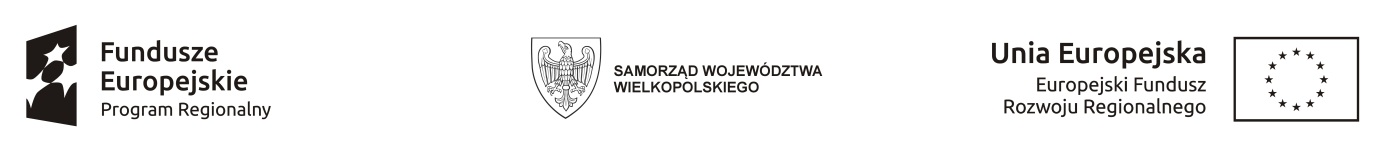 Fundusze
Europejskie
Program Regionalny
SAMORZĄD WOJEWÓDZTWA
WIELKOPOLSKIEGO
Unia Europejska
Europejski Fundusz
Rozwoju Regionalnego